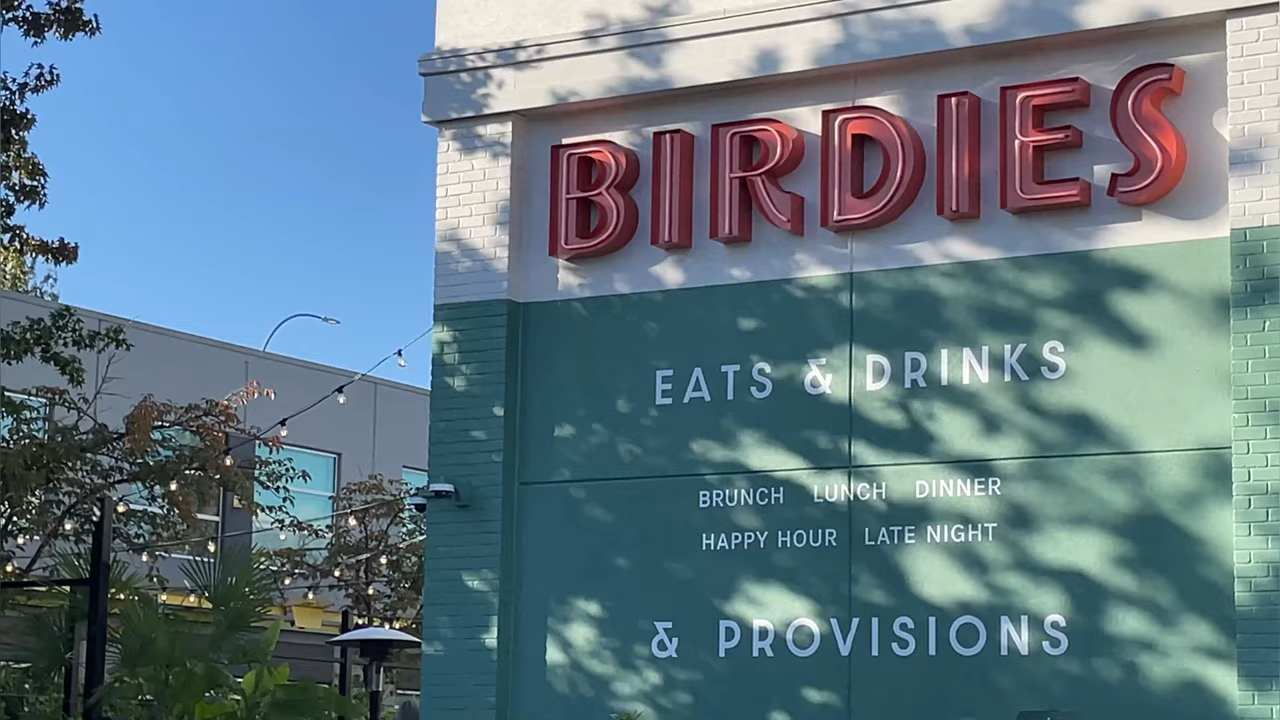 BIRDIES
EATS & DRINKS
BRUNCH LUNCH DINNER
HAPPY HOUR LATE NIGHT
& PROVISIONS